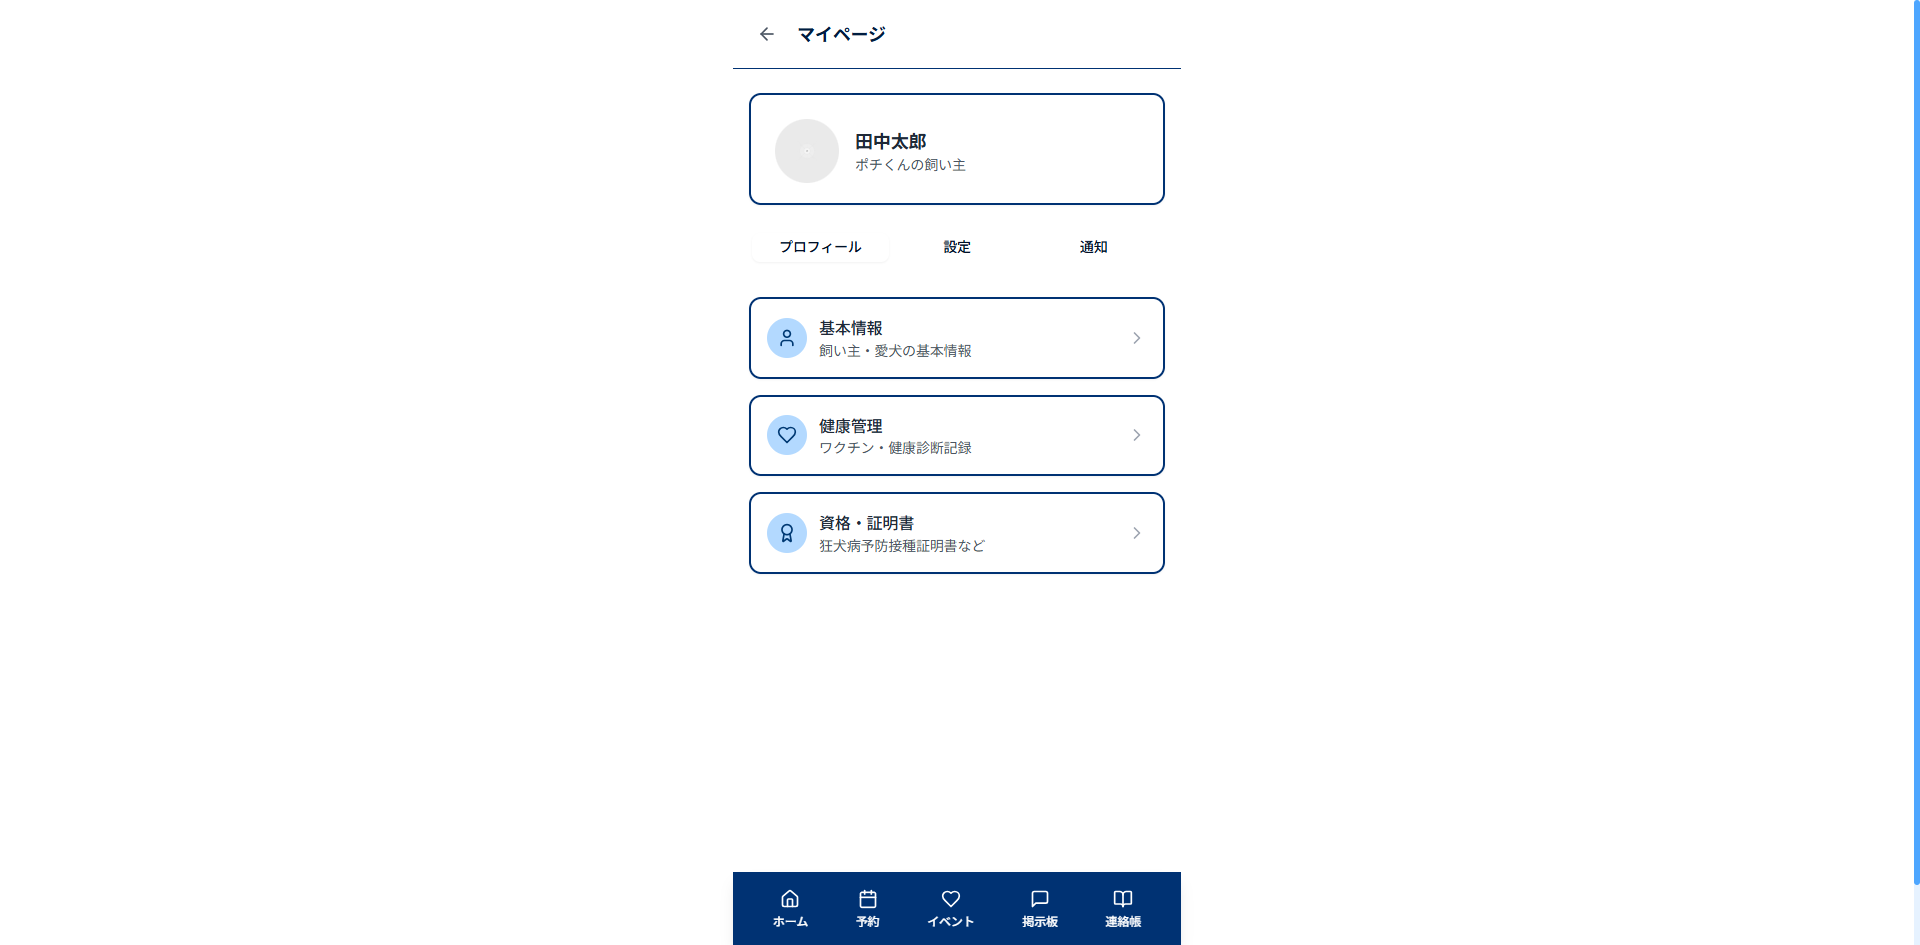 マイページ
田中太郎
ポチくんの飼い主
プロフィール 設定 通知
基本情報
飼い主・愛犬の基本情報
健康管理
ワクチン・健康診断記録
資格・証明書
狂犬病予防接種証明書など
ホーム 予約 イベント 掲示板 連絡帳